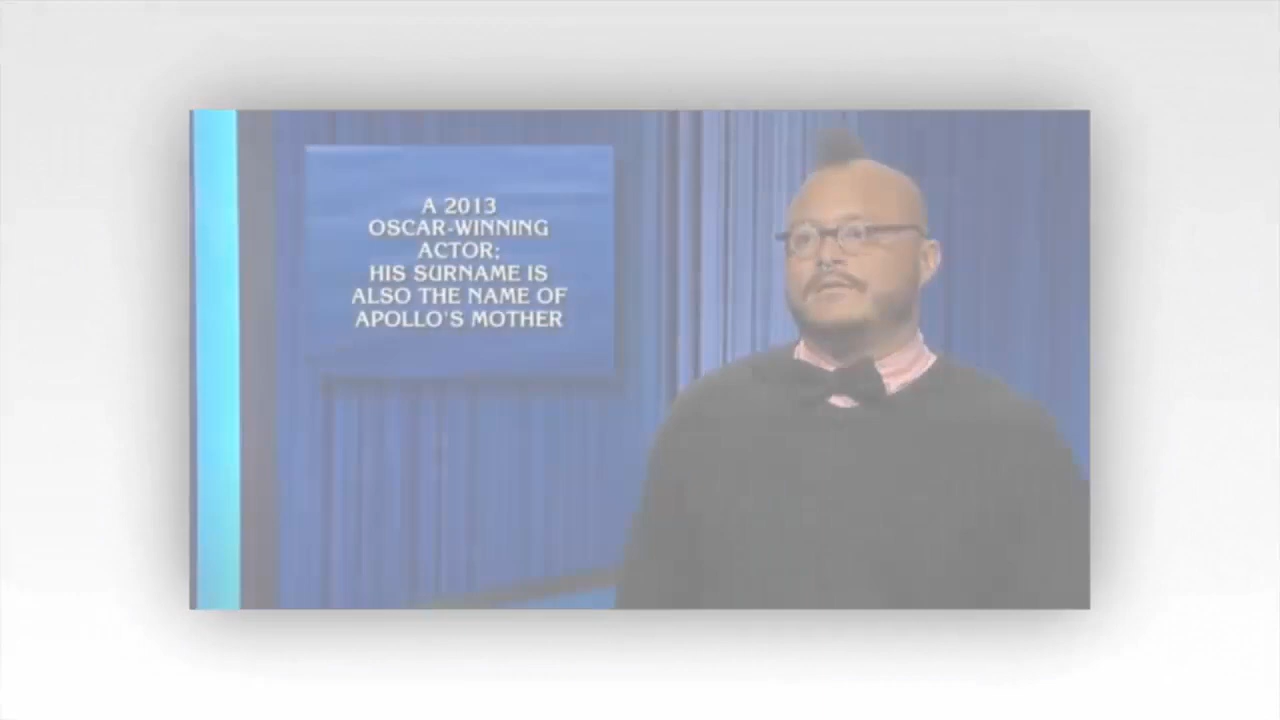 A 2013
OSCAR-WINNING
ACTOR:
HIS SURNAME IS
ALSO THE NAME OF
APOLLO'S MOTHER